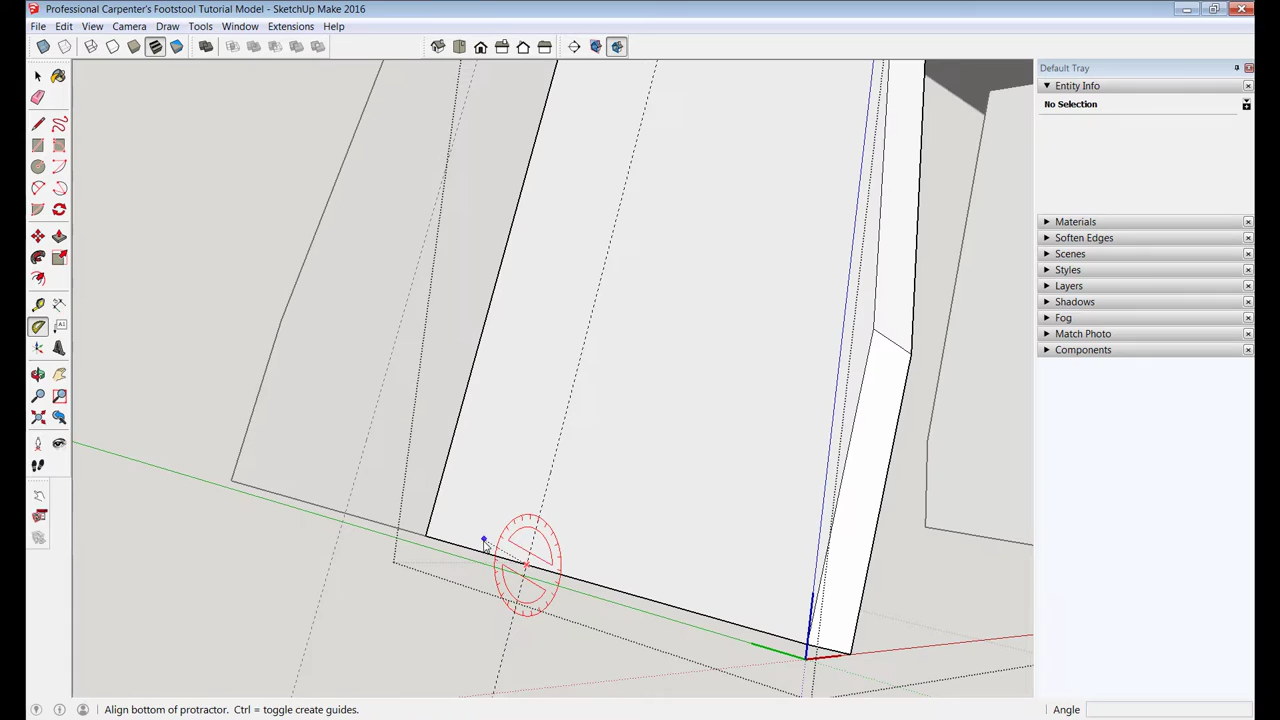 Professional Carpenter's Footstool Tutorial Model - SketchUp Make 2016
File Edit View Camera Draw Tools Window Extensions Help
Default Tray
Entity Info
No Selection
Materials
Soften Edges
Scenes
Styles
Layers
Shadows
Fog
Match Photo
Components
Align bottom of protractor. Ctrl = toggle create guides.
Angle